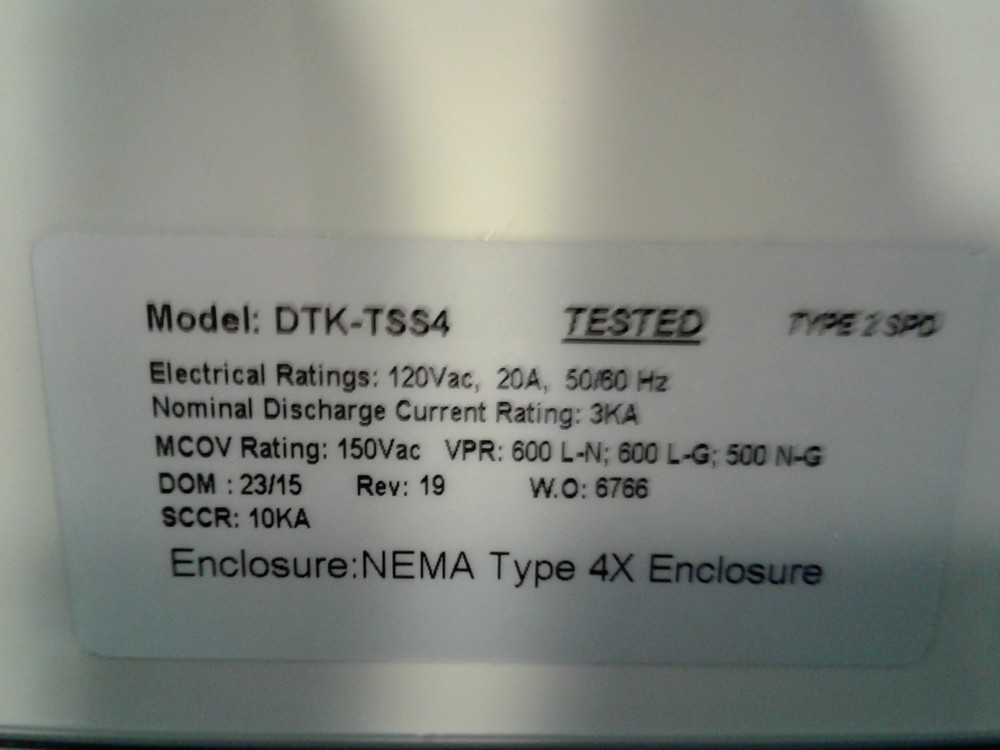 Model: DTK-TSS4 TESTED TYPE 2 SPD
Electrical Ratings: 120Vac, 20A, 50/60 Hz
Nominal Discharge Current Rating: 3KA
MCOV Rating: 150Vac VPR: 600 L-N; 600 L-G; 500 N-G
DOM : 23/15 Rev: 19 W.O: 6766
SCCR: 10KA
Enclosure:NEMA Type 4X Enclosure